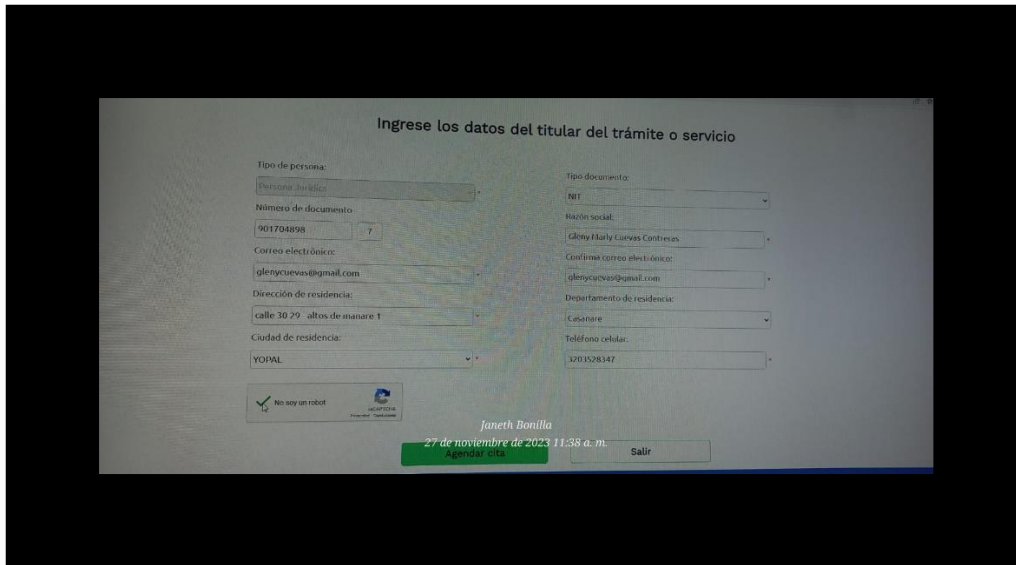 Ingrese los datos del titular del trámite o servicio
Tipo de persona:
Persona Jurídica
Tipo documento:
NIT
Número de documento
901704898 7
Razón social:
Gleny Marly Cuevas Contreras
Correo electrónico:
glenycuevas@gmail.com
Confirma correo electrónico:
glenycuevas@gmail.com
Dirección de residencia:
calle 30 29 altos de manare 1
Departamento de residencia:
Casanare
Ciudad de residencia:
YOPAL
Teléfono celular:
3203528347
No soy un robot
reCAPTCHA
Privacidad - Condiciones
Janeth Bonilla
27 de noviembre de 2023 11:38 a. m.
Agendar cita
Salir